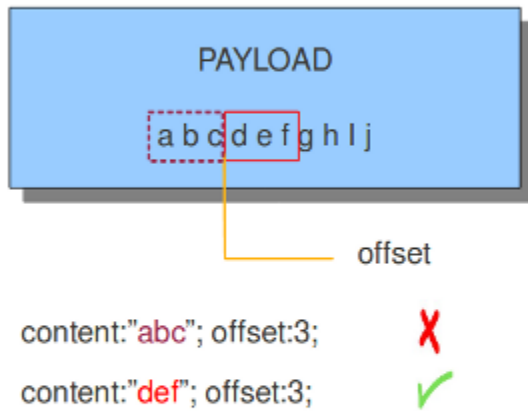 PAYLOAD
a b c d e f g h I j
offset
content:”abc”; offset:3;
content:”def”; offset:3;